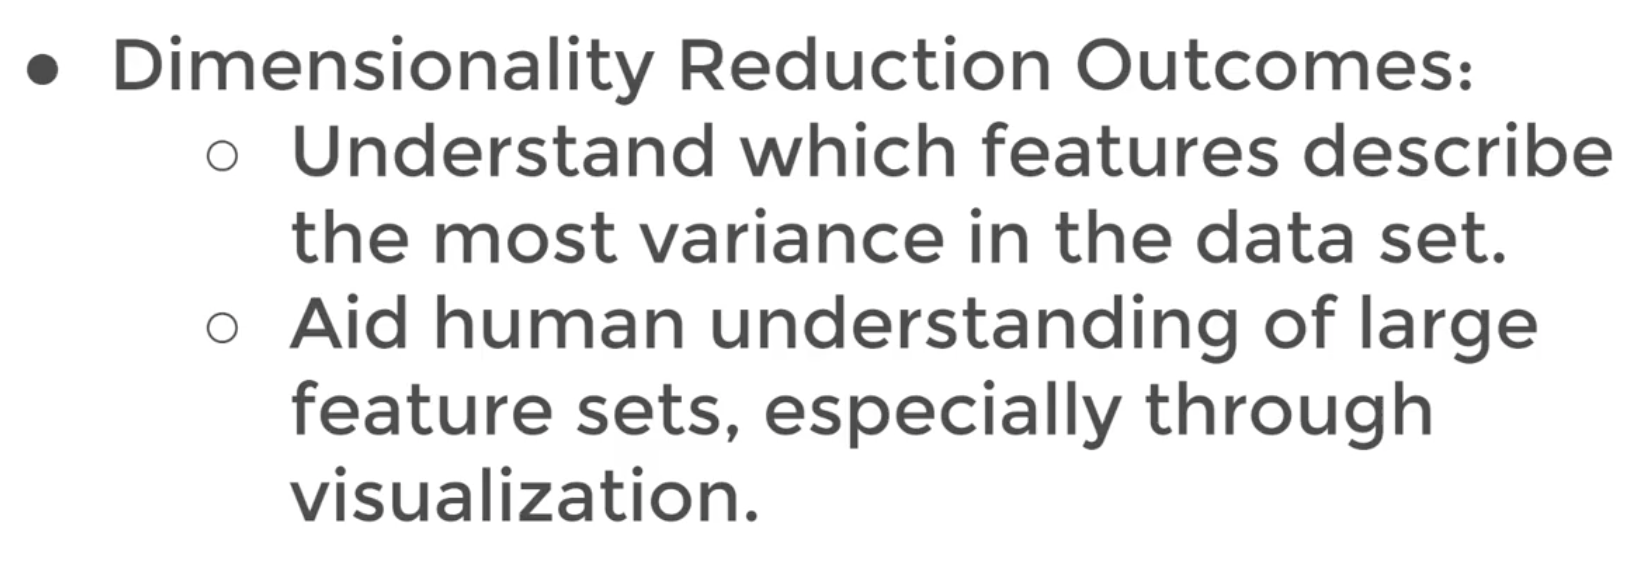 ● Dimensionality Reduction Outcomes:
○ Understand which features describe
the most variance in the data set.
○ Aid human understanding of large
feature sets, especially through
visualization.